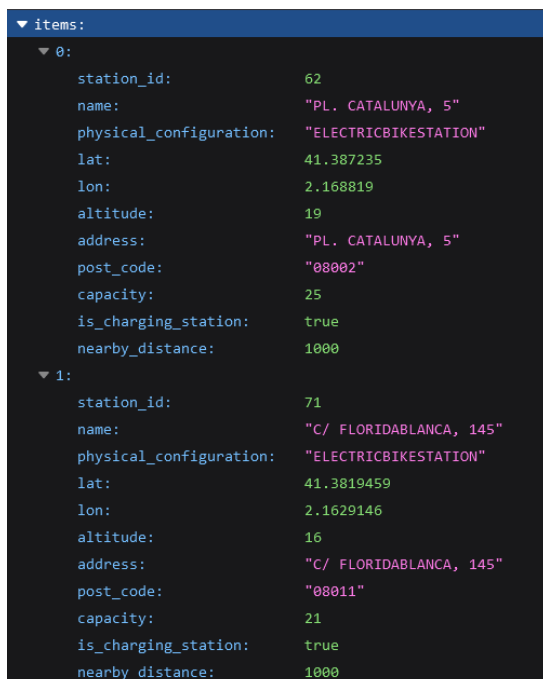 items:
0:
station_id: 62
name: "PL. CATALUNYA, 5"
physical_configuration: "ELECTRICBIKESTATION"
lat: 41.387235
lon: 2.168819
altitude: 19
address: "PL. CATALUNYA, 5"
post_code: "08002"
capacity: 25
is_charging_station: true
nearby_distance: 1000
1:
station_id: 71
name: "C/ FLORIDABLANCA, 145"
physical_configuration: "ELECTRICBIKESTATION"
lat: 41.3819459
lon: 2.1629146
altitude: 16
address: "C/ FLORIDABLANCA, 145"
post_code: "08011"
capacity: 21
is_charging_station: true
nearby_distance: 1000